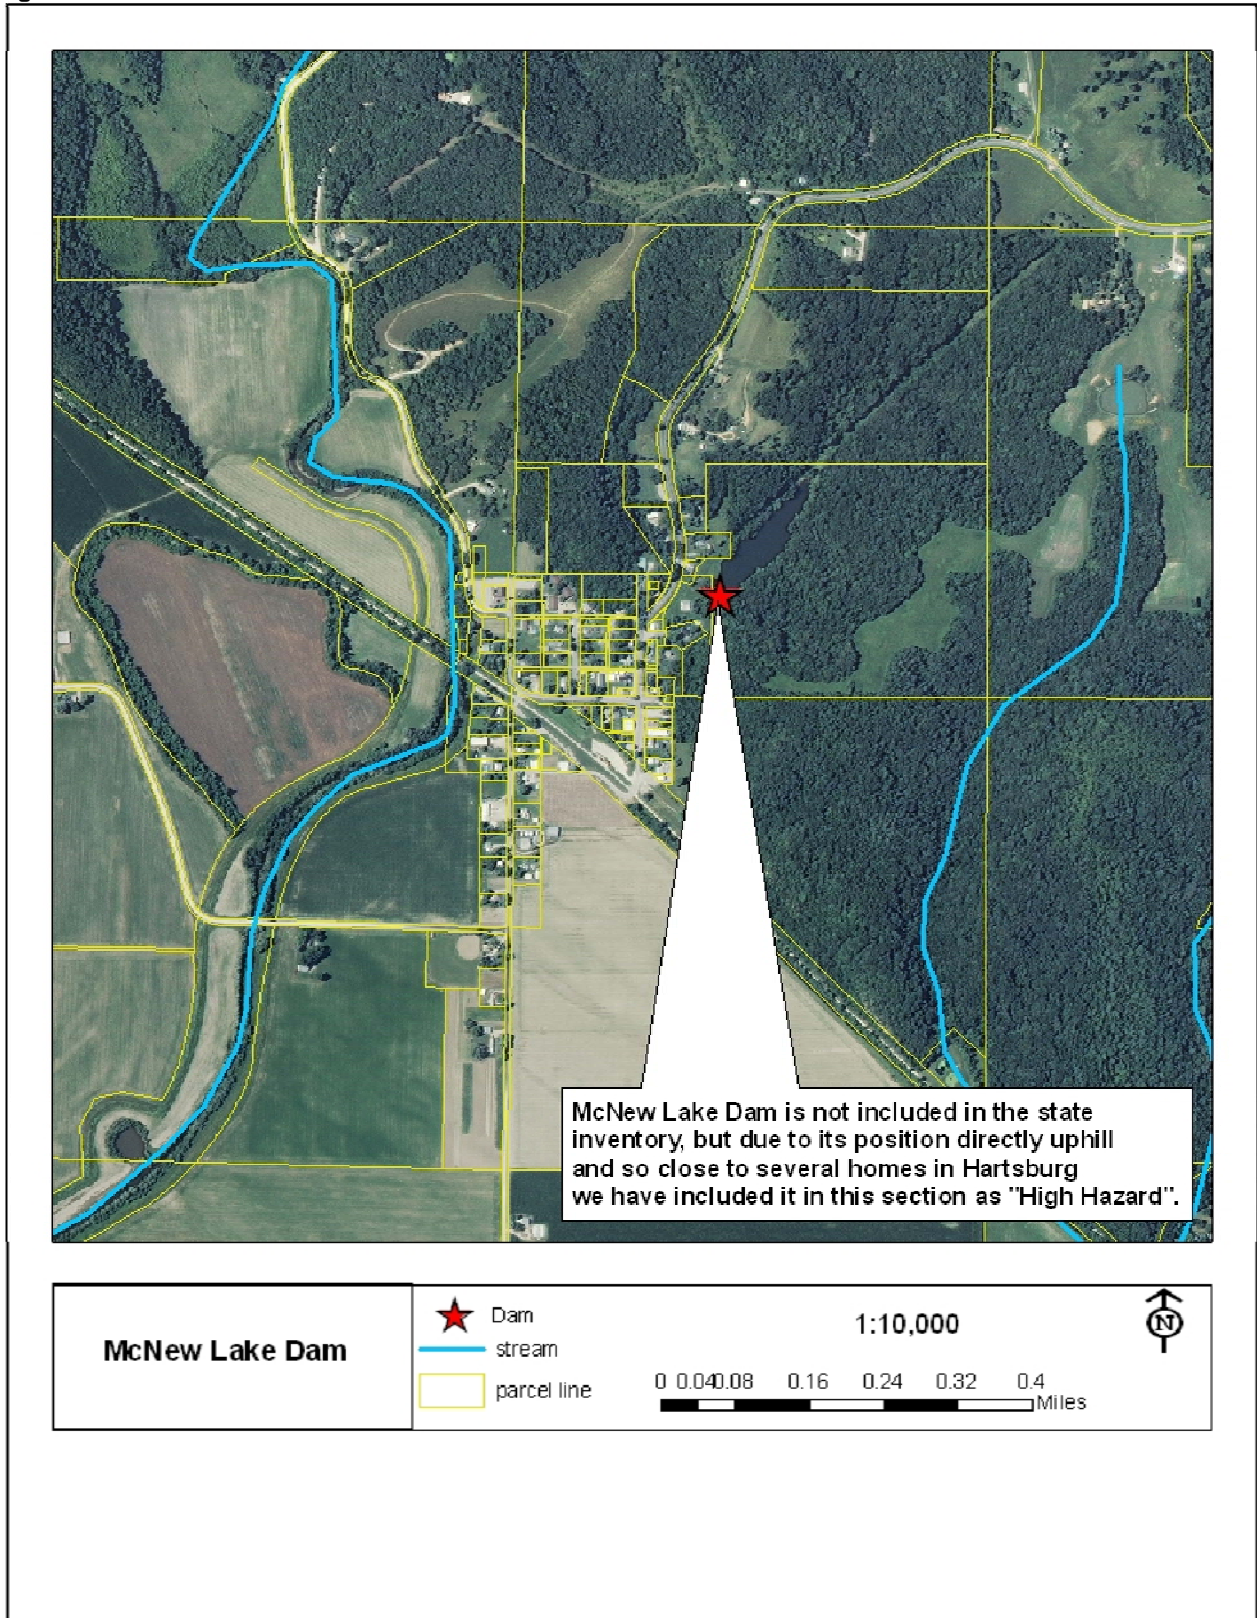 McNew Lake Dam is not included in the state
inventory, but due to its position directly uphill
and so close to several homes in Hartsburg
we have included it in this section as "High Hazard".
McNew Lake Dam
Dam
stream
parcel line
1:10,000
0 0.04 0.08 0.16 0.24 0.32 0.4
Miles
N